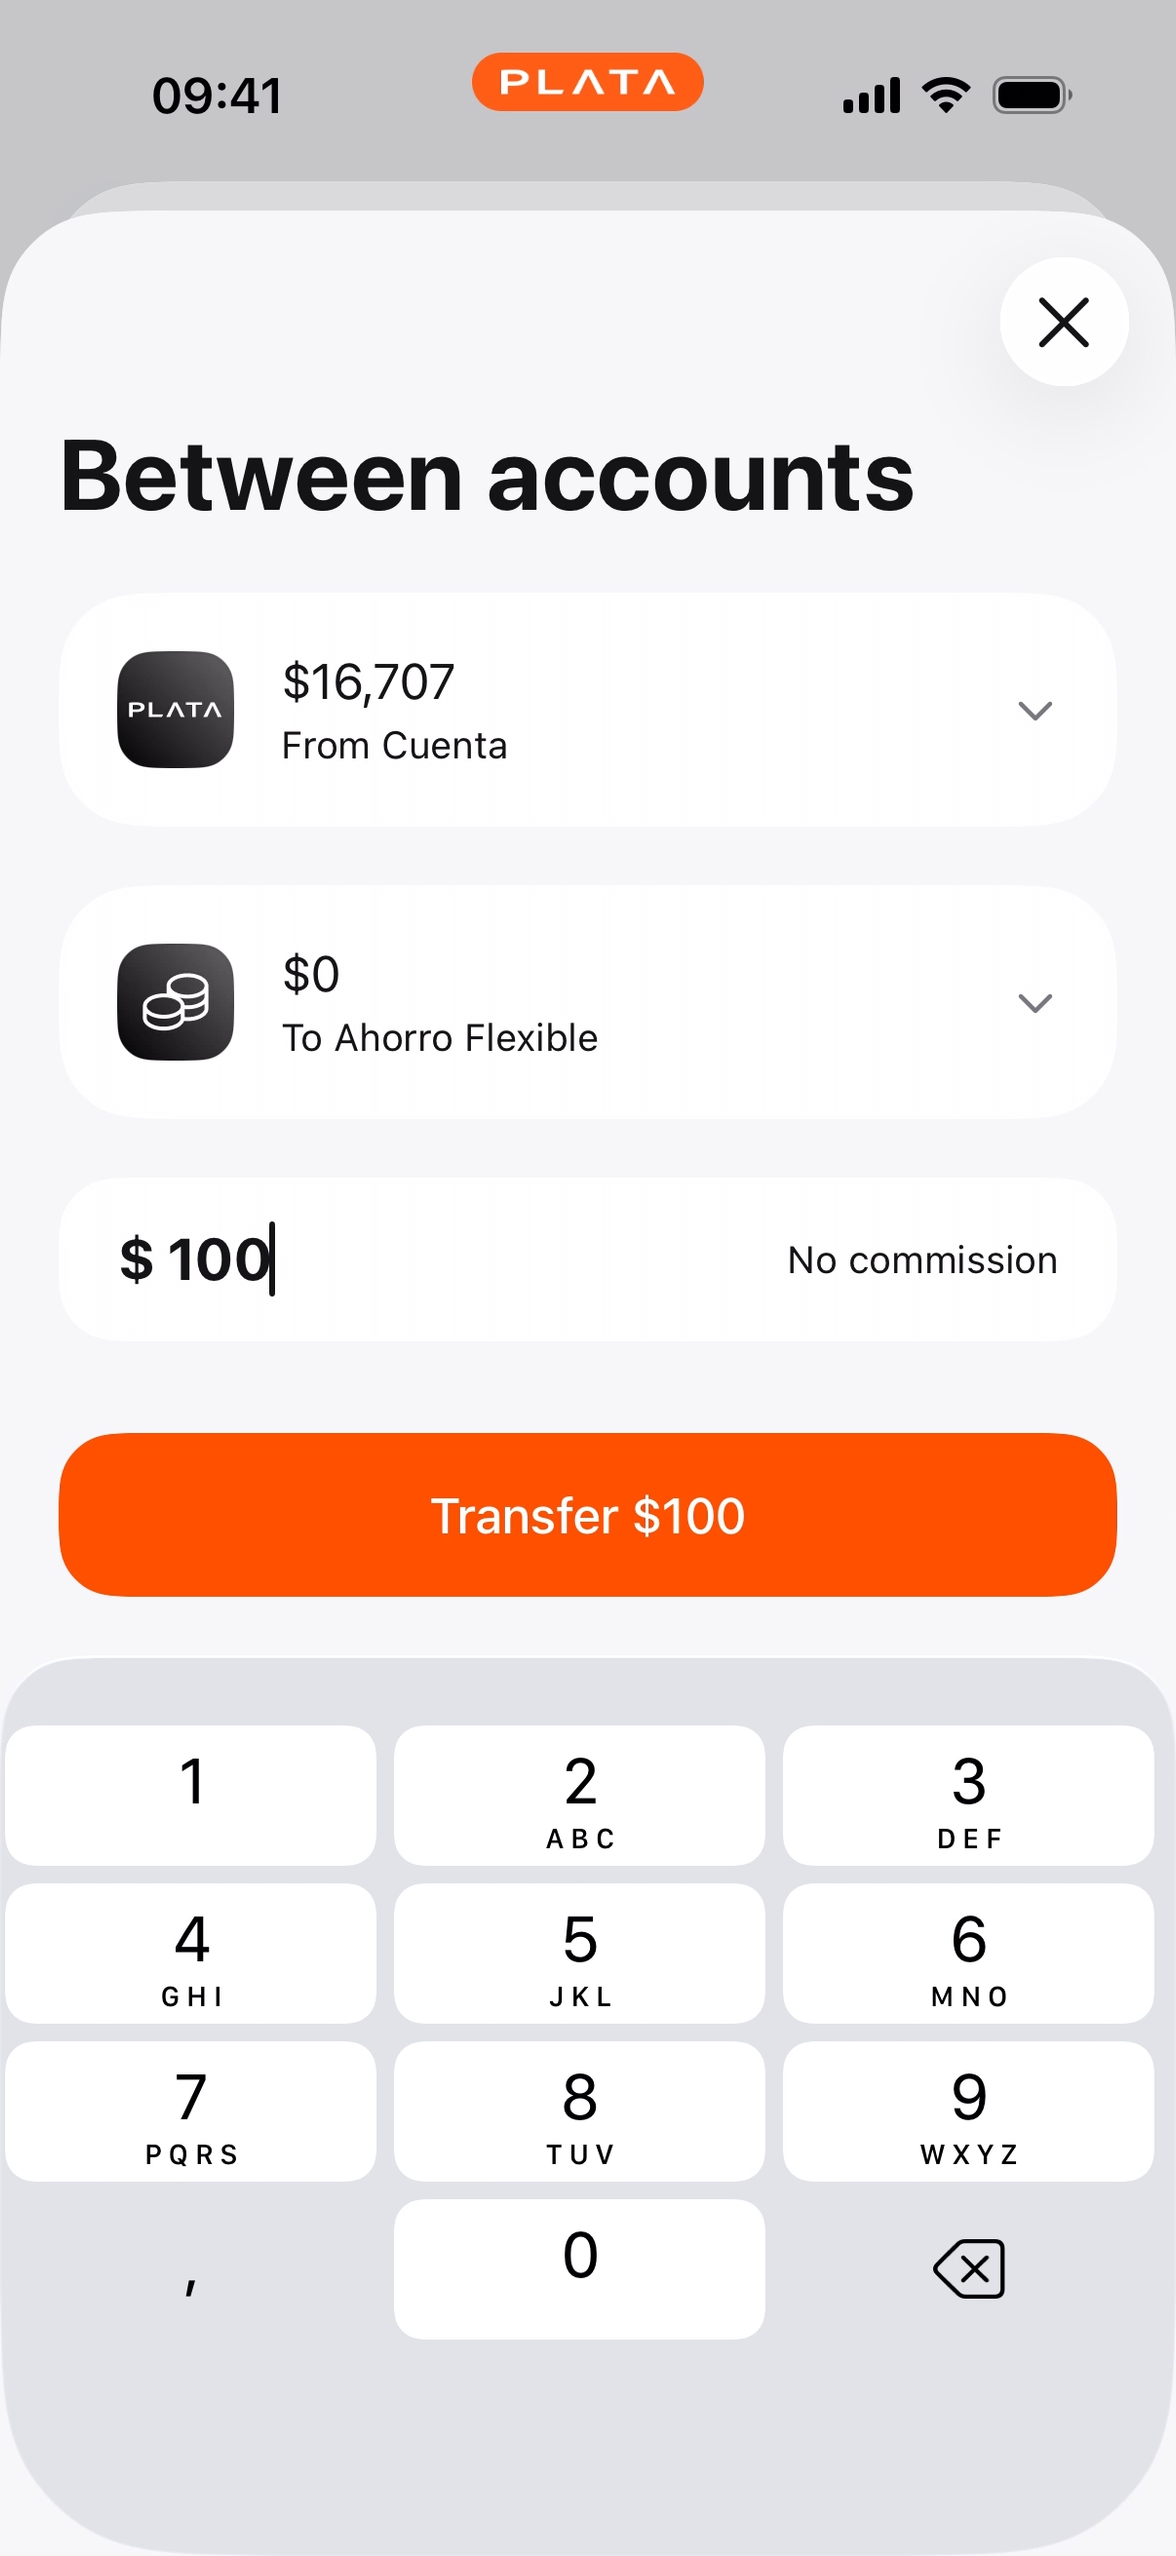 09:41
PLATA
Between accounts
PLATA
$16,707
From Cuenta
$0
To Ahorro Flexible
$ 100
No commission
Transfer $100
1
2
ABC
3
DEF
4
GHI
5
JKL
6
MNO
7
PQRS
8
TUV
9
WXYZ
,
0